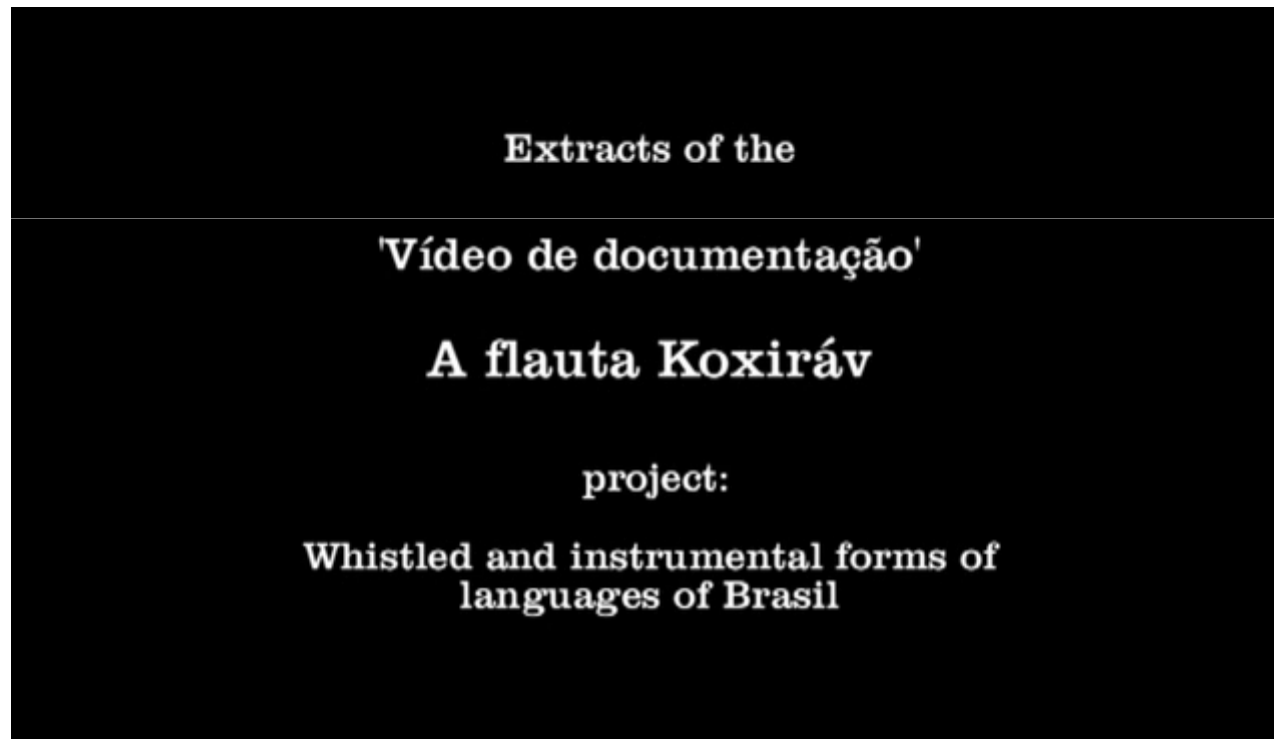 Extracts of the
'Vídeo de documentação'
A flauta Koxiráv
project:
Whistled and instrumental forms of
languages of Brasil